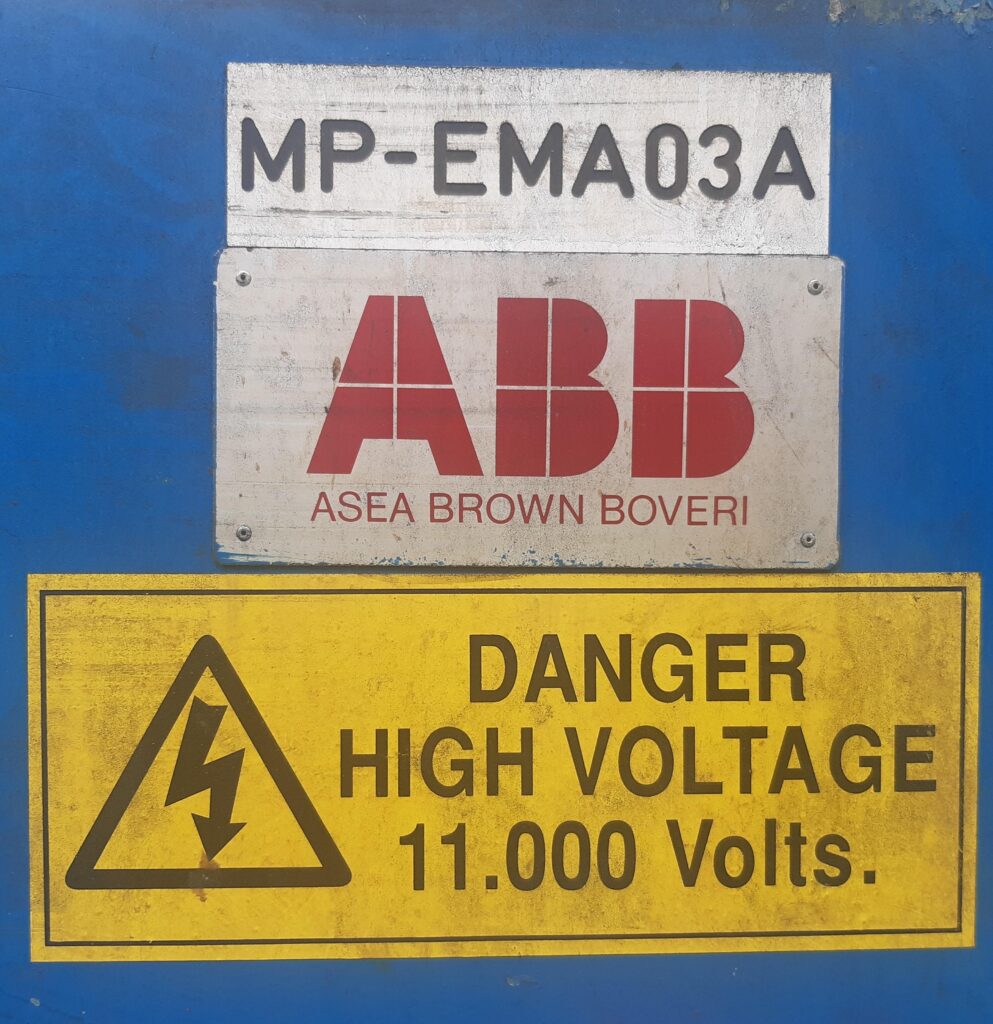 MP-EMA03A
ABB
ASEA BROWN BOVERI
DANGER
HIGH VOLTAGE
11.000 Volts.